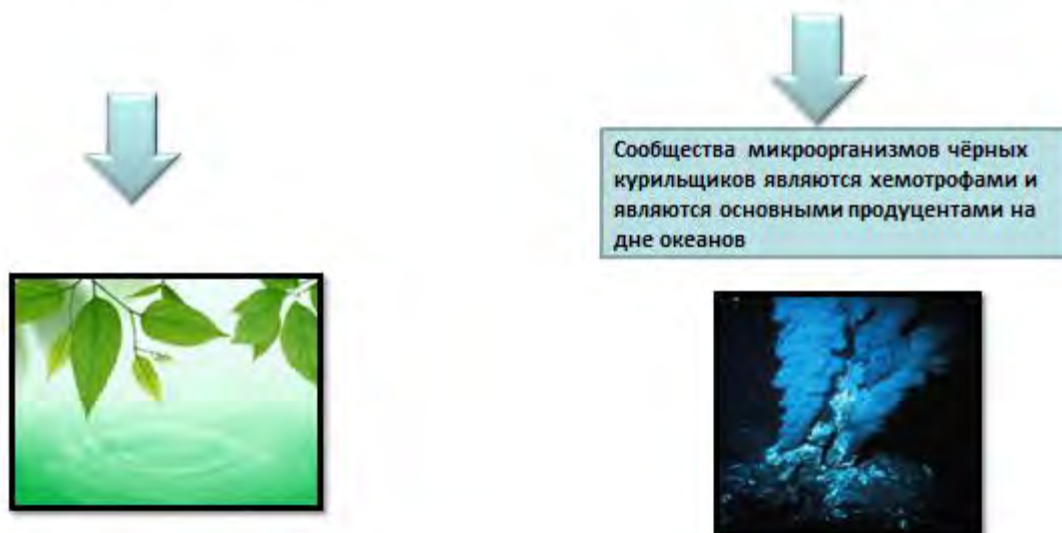 Сообщества микроорганизмов чёрных
курильщиков являются хемотрофами и
являются основными продуцентами на
дне океанов